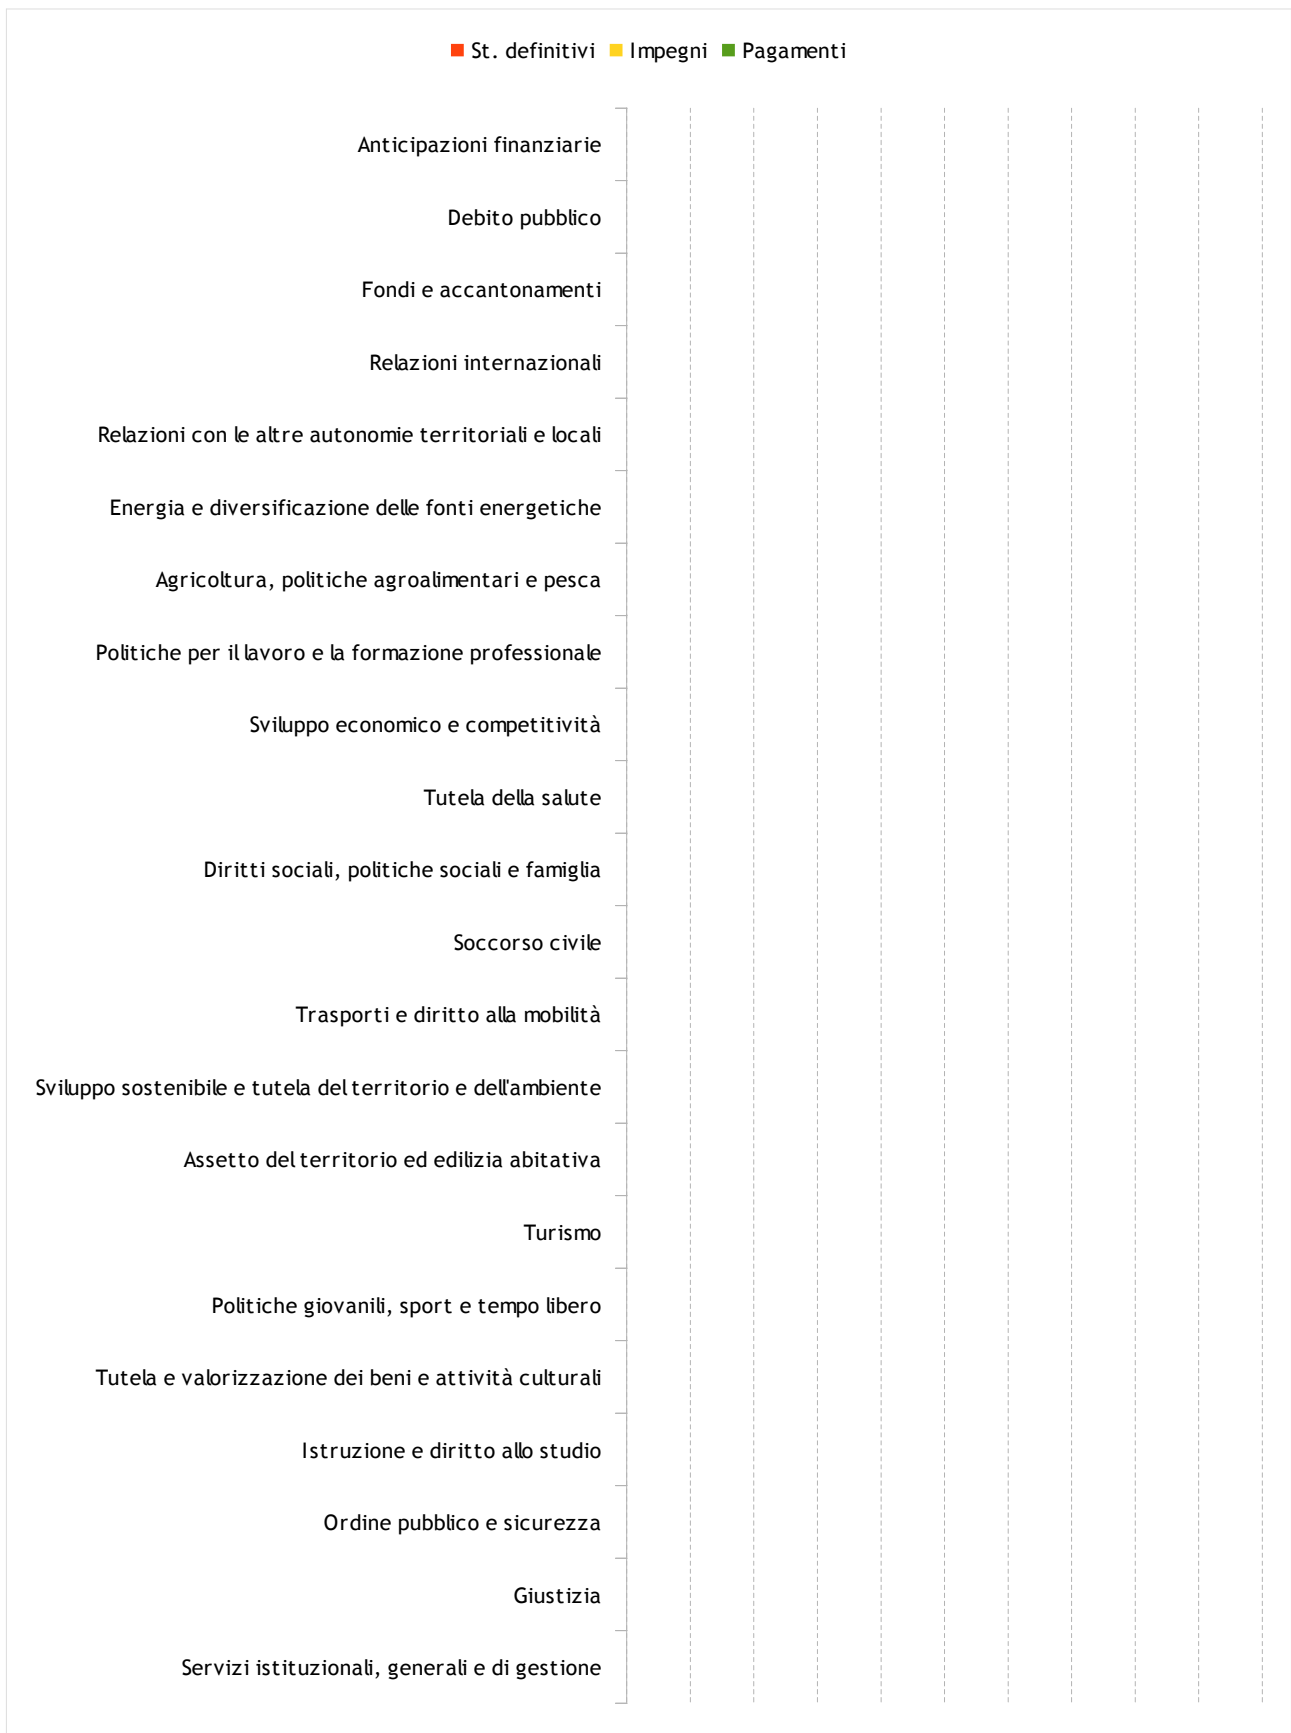 St. definitivi Impegni Pagamenti
Anticipazioni finanziarie
Debito pubblico
Fondi e accantonamenti
Relazioni internazionali
Relazioni con le altre autonomie territoriali e locali
Energia e diversificazione delle fonti energetiche
Agricoltura, politiche agroalimentari e pesca
Politiche per il lavoro e la formazione professionale
Sviluppo economico e competitività
Tutela della salute
Diritti sociali, politiche sociali e famiglia
Soccorso civile
Trasporti e diritto alla mobilità
Sviluppo sostenibile e tutela del territorio e dell'ambiente
Assetto del territorio ed edilizia abitativa
Turismo
Politiche giovanili, sport e tempo libero
Tutela e valorizzazione dei beni e attività culturali
Istruzione e diritto allo studio
Ordine pubblico e sicurezza
Giustizia
Servizi istituzionali, generali e di gestione